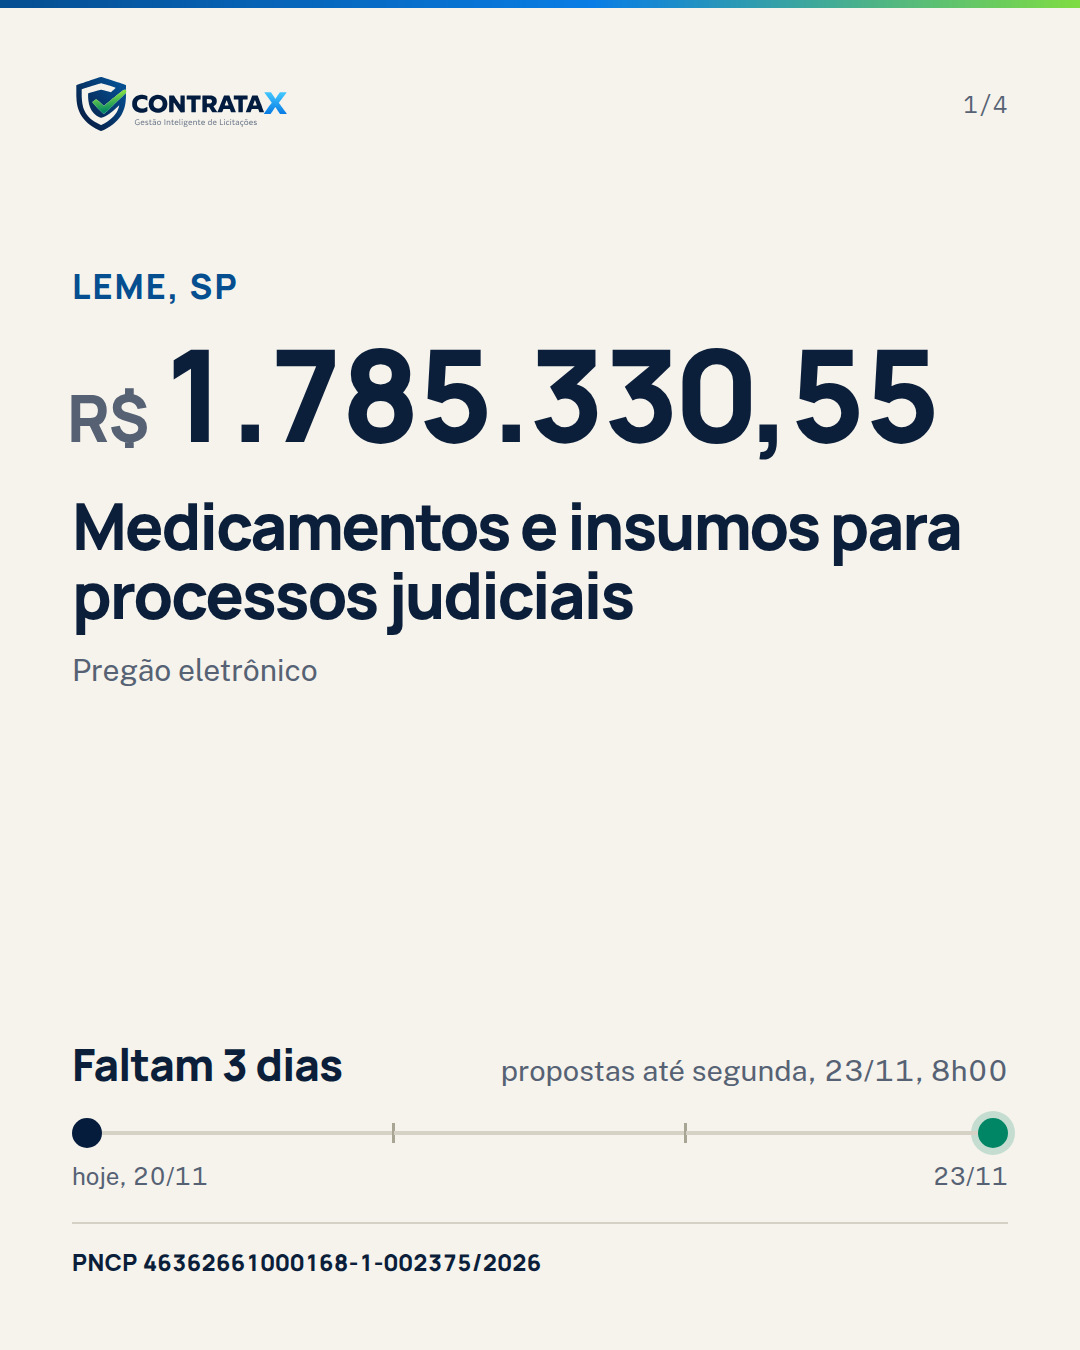 CONTRATAX
Gestão Inteligente de Licitações
1/4
LEME, SP
R$ 1.785.330,55
Medicamentos e insumos para
processos judiciais
Pregão eletrônico
Faltam 3 dias
propostas até segunda, 23/11, 8h00
hoje, 20/11
23/11
PNCP 46362661000168-1-002375/2026